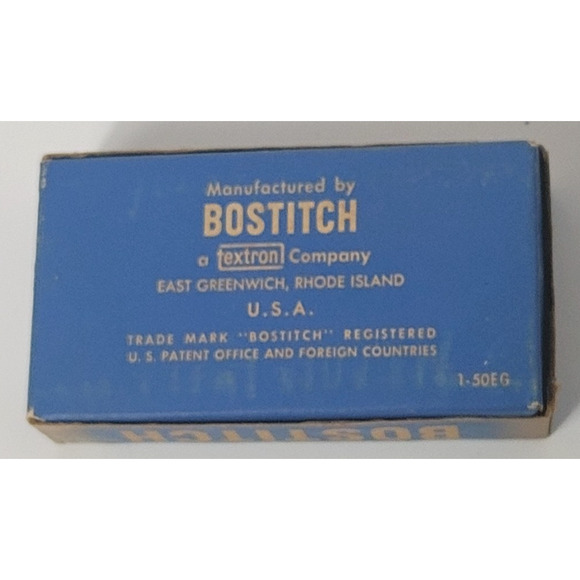 Manufactured by
BOSTITCH
a textron Company
EAST GREENWICH, RHODE ISLAND
U.S.A.
TRADE MARK "BOSTITCH" REGISTERED
U.S. PATENT OFFICE AND FOREIGN COUNTRIES
1-50EG
BOSTITCH